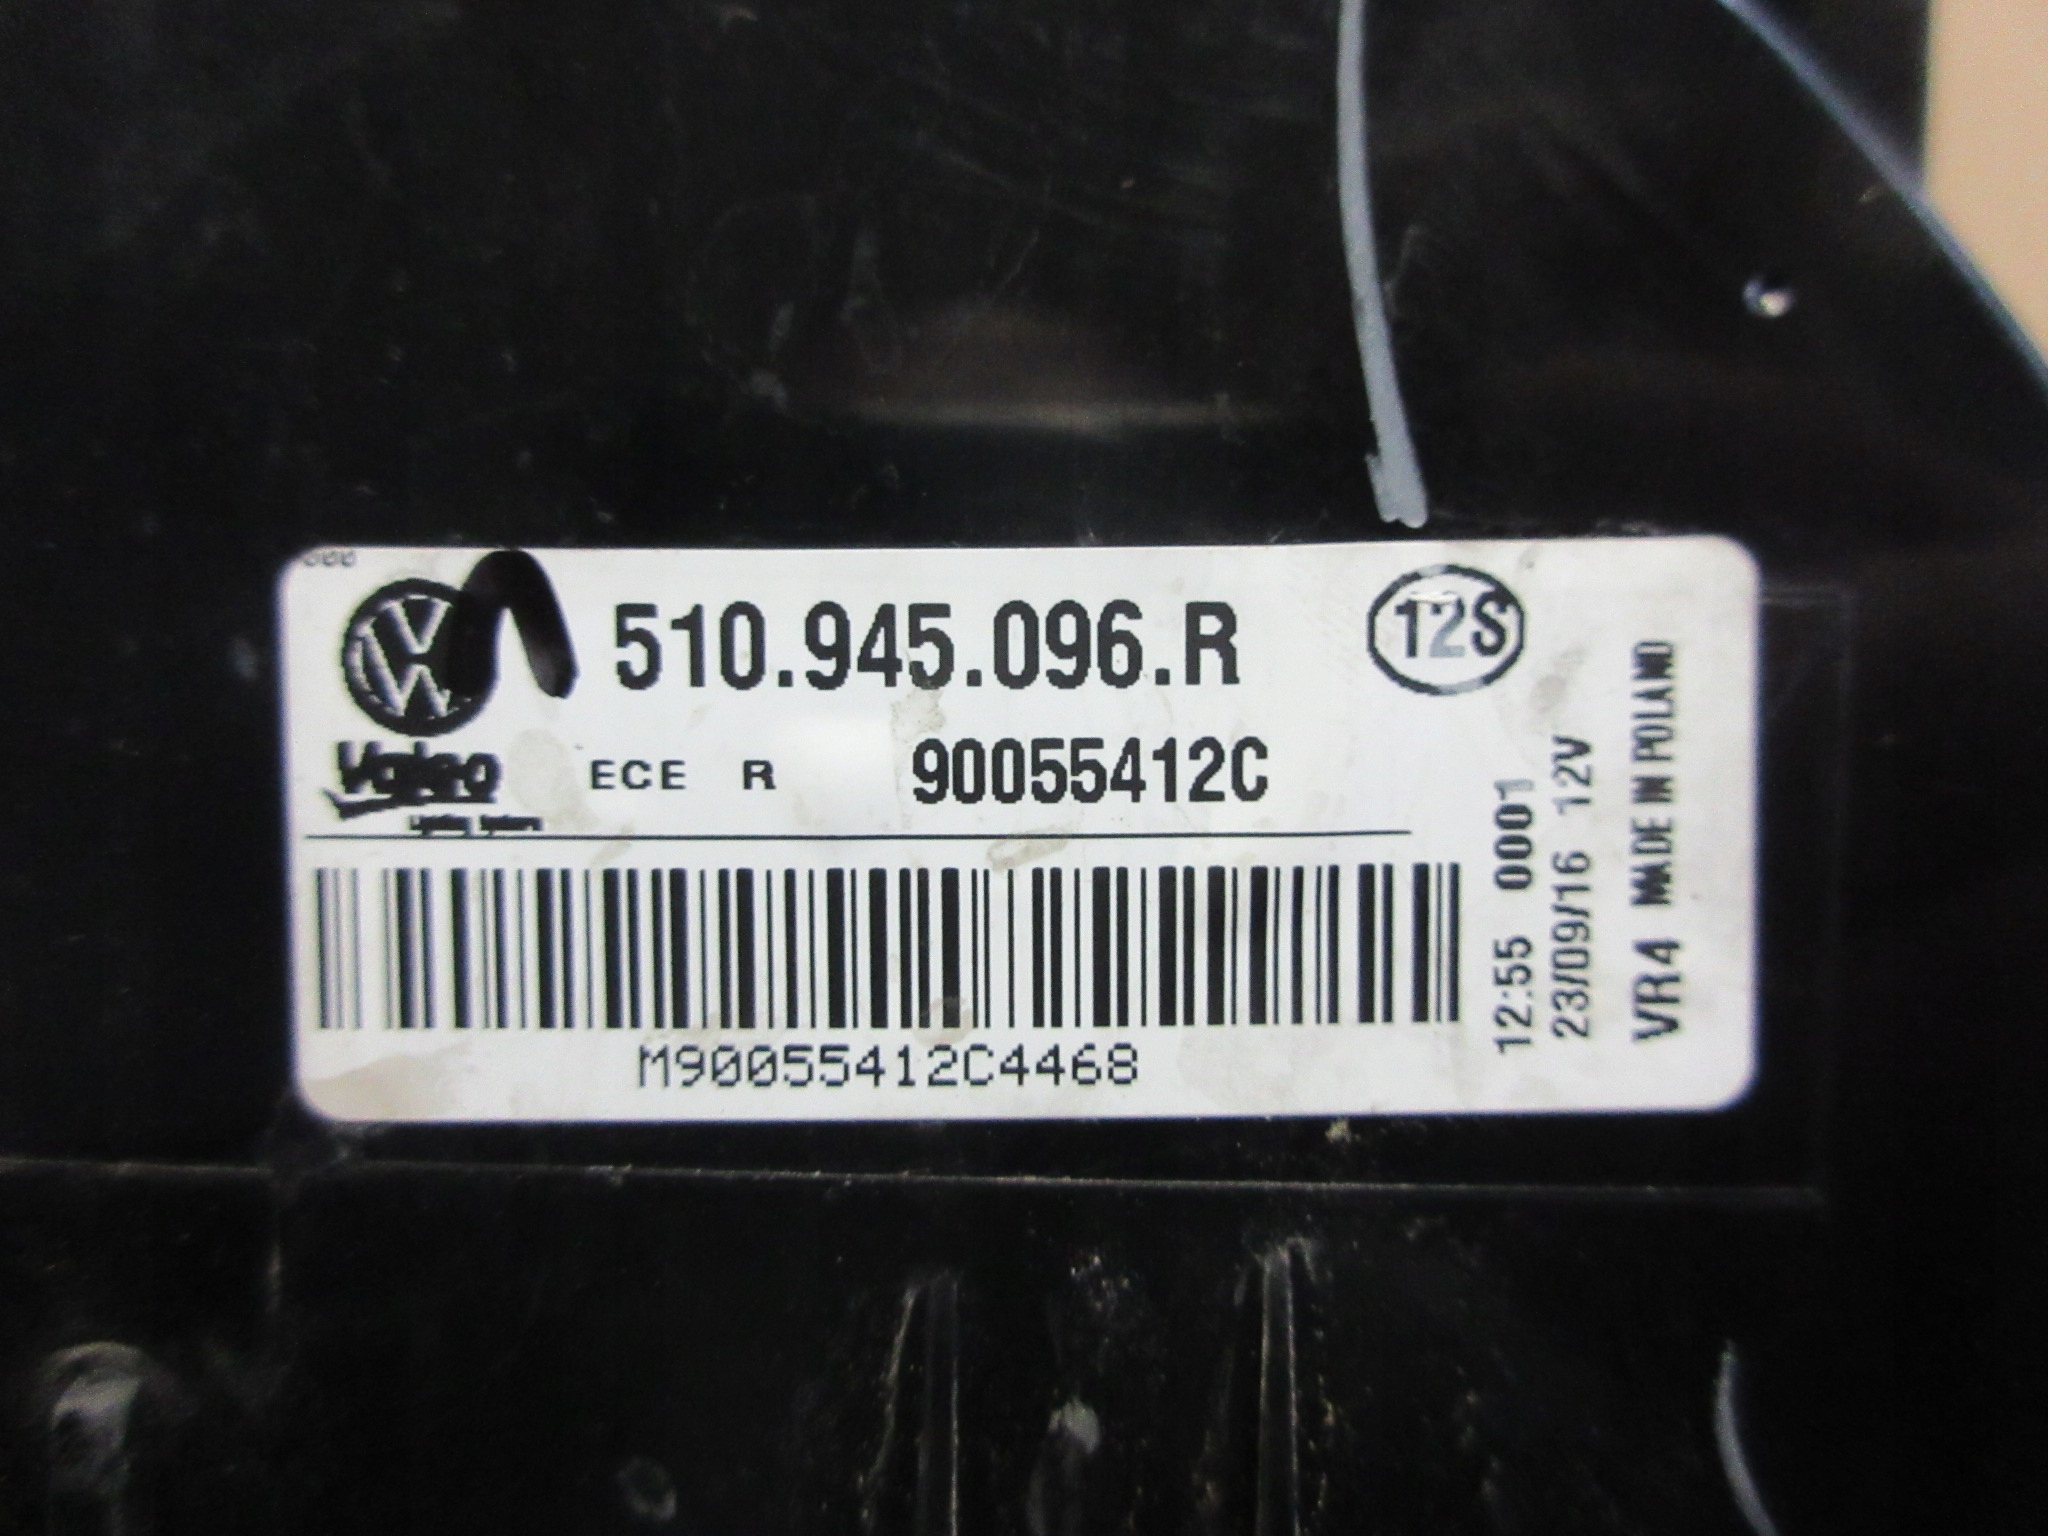 510.945.096.R
12S
Valeo
ECE R 90055412C
M90055412C4468
12:55 0001
23/09/16 12V
VR4 MADE IN POLAND